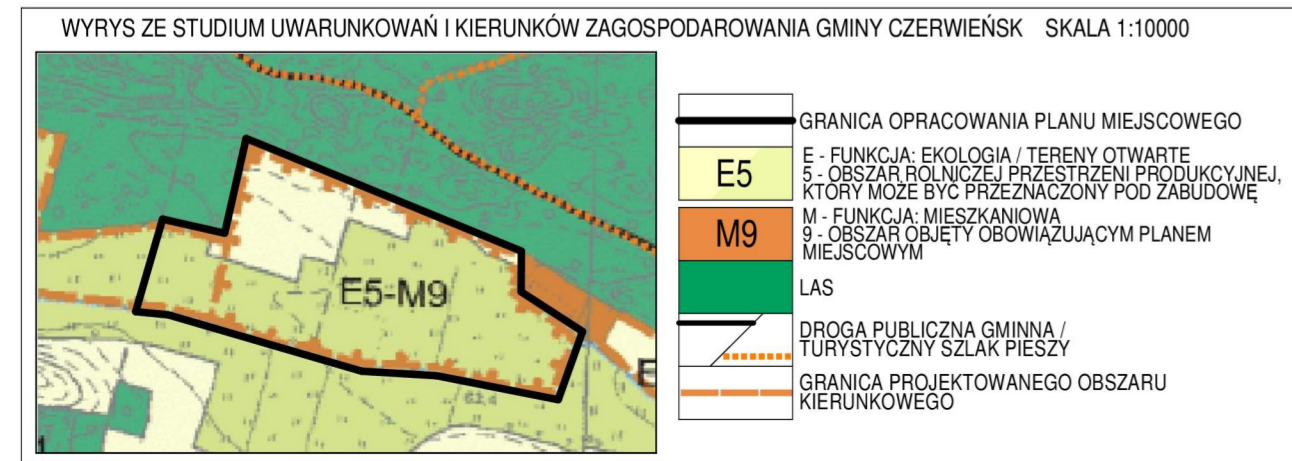 WYRYS ZE STUDIUM UWARUNKOWAŃ I KIERUNKÓW ZAGOSPODAROWANIA GMINY CZERWIEŃSK SKALA 1:10000
E5-M9
63,4
E
GRANICA OPRACOWANIA PLANU MIEJSCOWEGO
E5
E - FUNKCJA: EKOLOGIA / TERENY OTWARTE
5 - OBSZAR ROLNICZEJ PRZESTRZENI PRODUKCYJNEJ,
KTÓRY MOŻE BYĆ PRZEZNACZONY POD ZABUDOWĘ
M9
M - FUNKCJA: MIESZKANIOWA
9 - OBSZAR OBJĘTY OBOWIĄZUJĄCYM PLANEM
MIEJSCOWYM
LAS
DROGA PUBLICZNA GMINNA /
TURYSTYCZNY SZLAK PIESZY
GRANICA PROJEKTOWANEGO OBSZARU
KIERUNKOWEGO